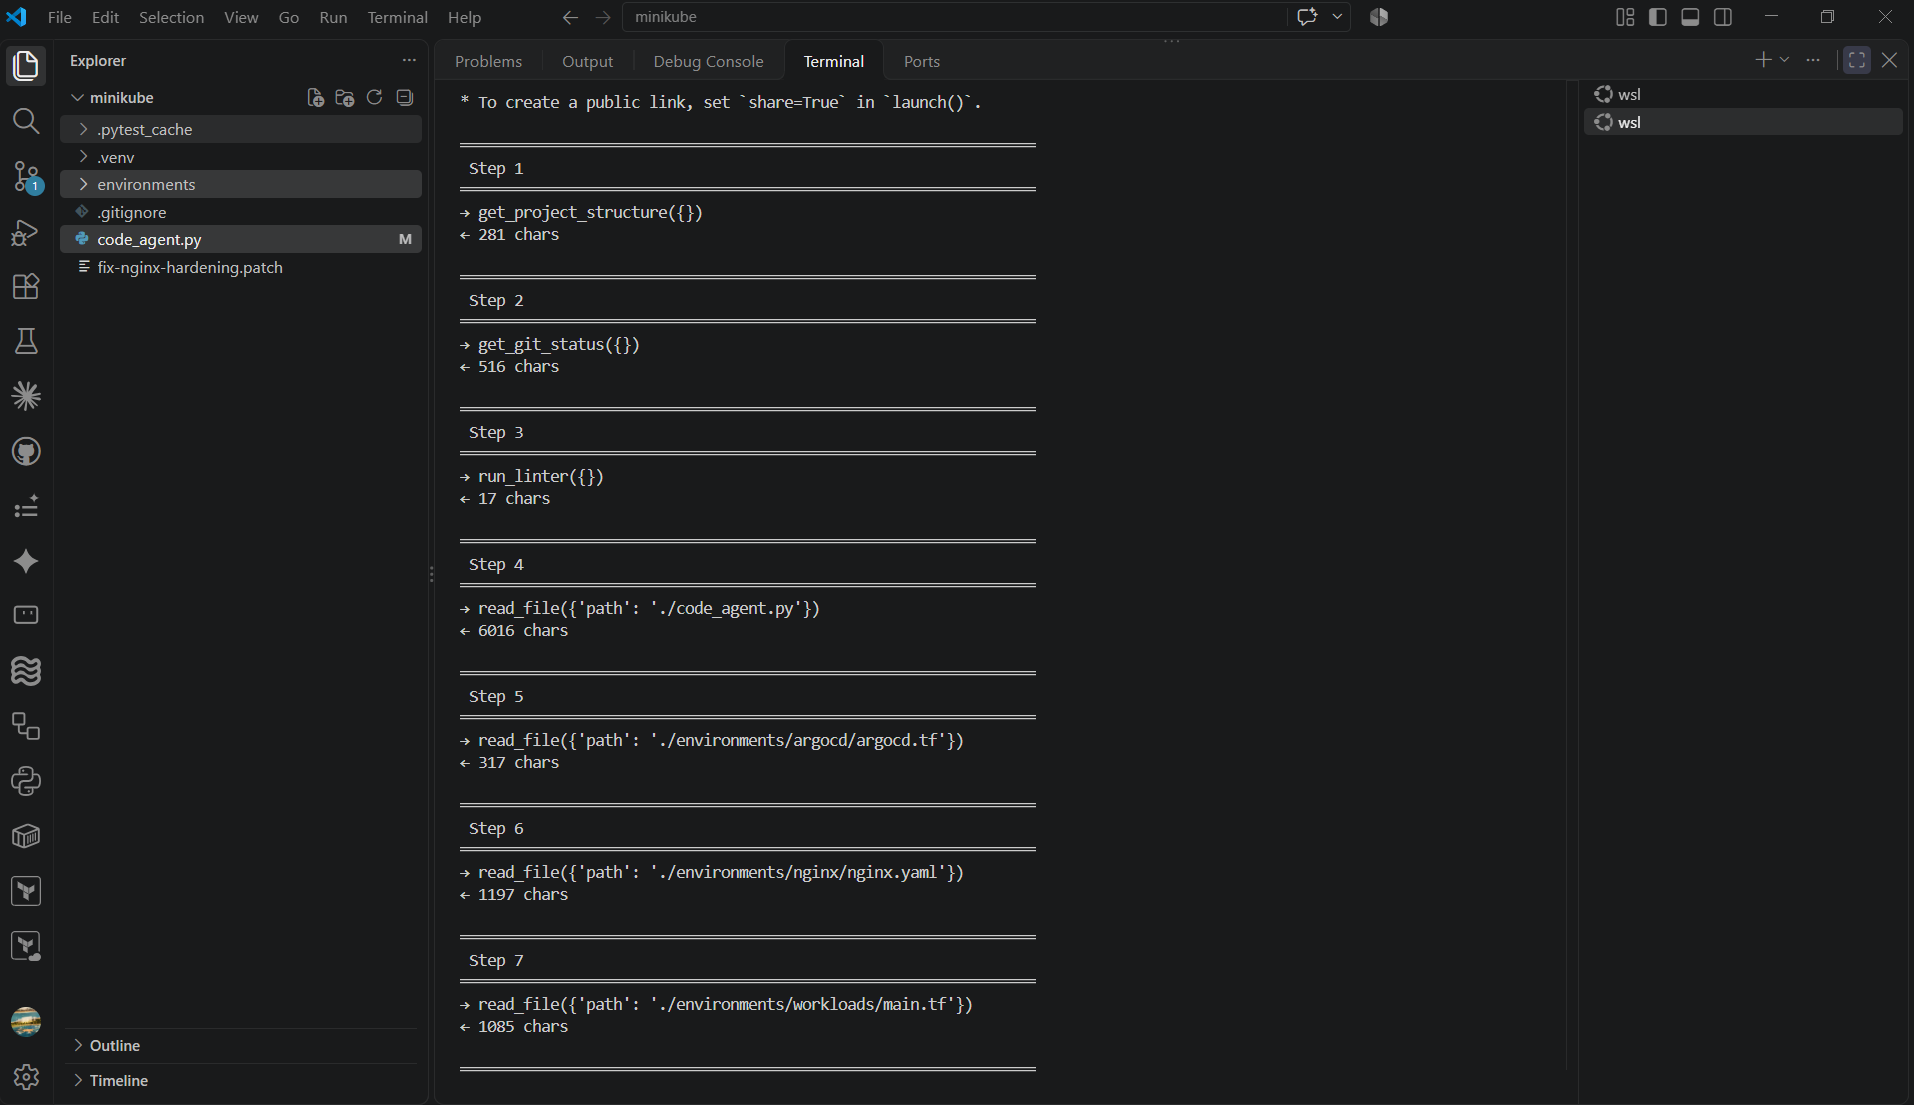 File Edit Selection View Go Run Terminal Help
minikube
Explorer
minikube
.pytest_cache
.venv
environments
.gitignore
code_agent.py M
fix-nginx-hardening.patch
1
Outline
Timeline
Problems Output Debug Console Terminal Ports
* To create a public link, set `share=True` in `launch()`.
Step 1
→ get_project_structure({})
← 281 chars
Step 2
→ get_git_status({})
← 516 chars
Step 3
→ run_linter({})
← 17 chars
Step 4
→ read_file({'path': './code_agent.py'})
← 6016 chars
Step 5
→ read_file({'path': './environments/argocd/argocd.tf'})
← 317 chars
Step 6
→ read_file({'path': './environments/nginx/nginx.yaml'})
← 1197 chars
Step 7
→ read_file({'path': './environments/workloads/main.tf'})
← 1085 chars
wsl
wsl